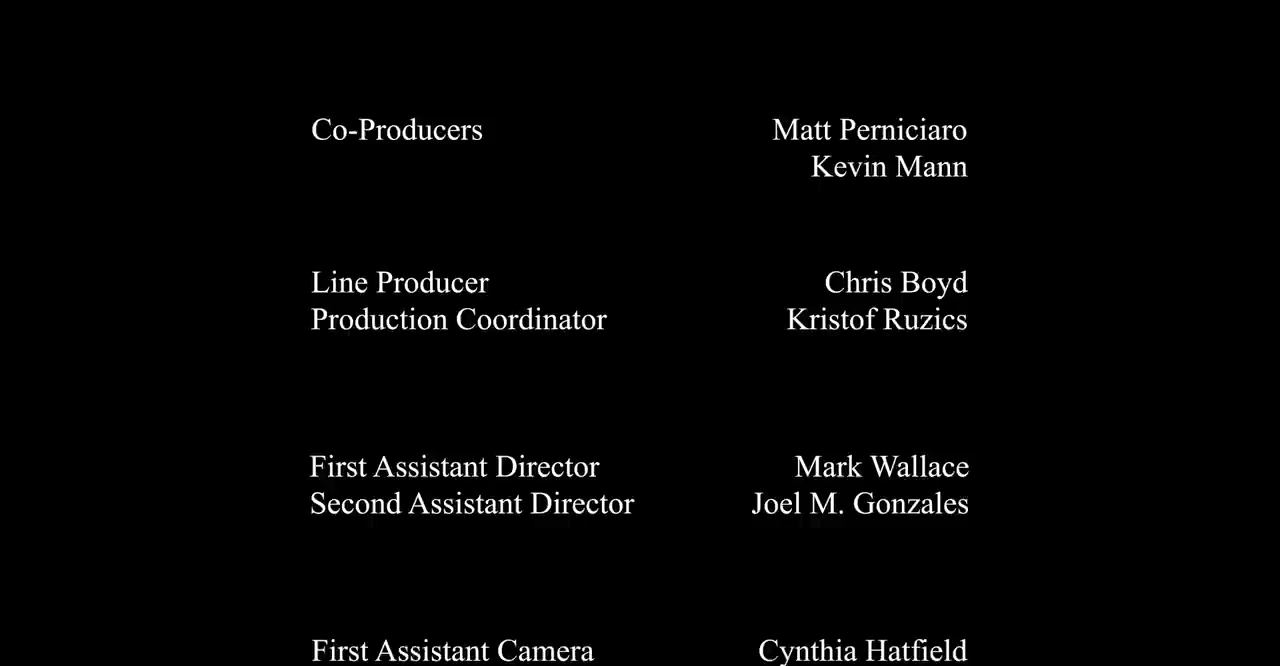 Co-Producers Matt Perniciaro
Kevin Mann
Line Producer Chris Boyd
Production Coordinator Kristof Ruzics
First Assistant Director Mark Wallace
Second Assistant Director Joel M. Gonzales
First Assistant Camera Cynthia Hatfield